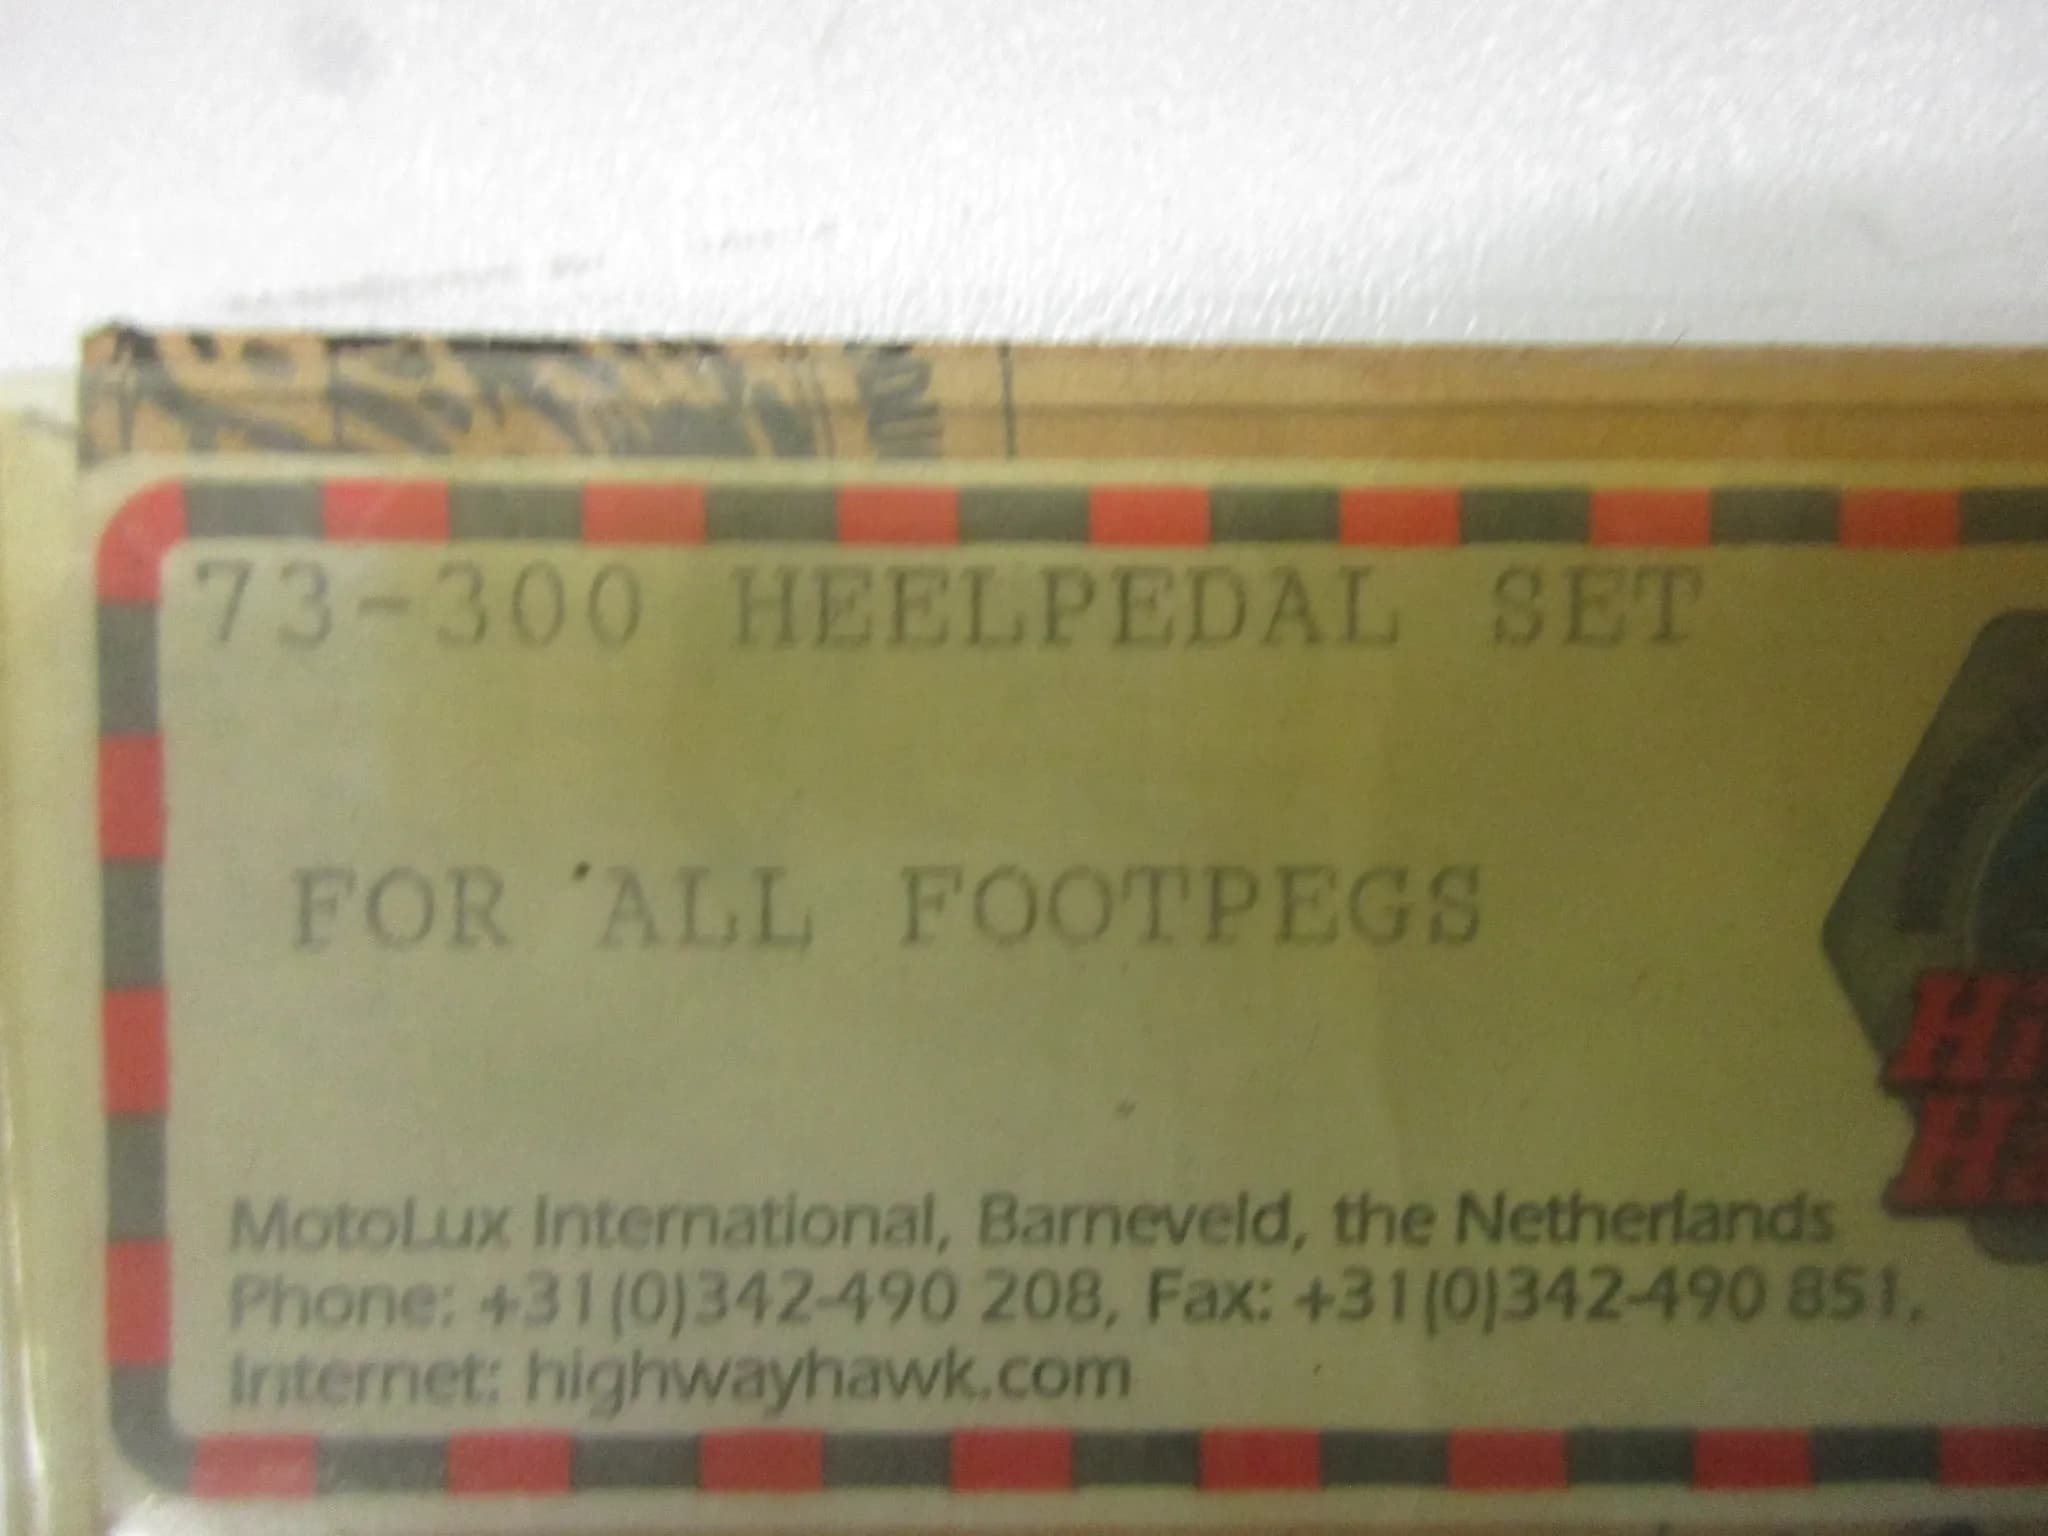 73-300 HEELPEDAL SET
FOR ALL FOOTPEGS
MotoLux International, Barneveld, the Netherlands
Phone: +31(0)342-490 208, Fax: +31(0)342-490 851,
Internet: highwayhawk.com